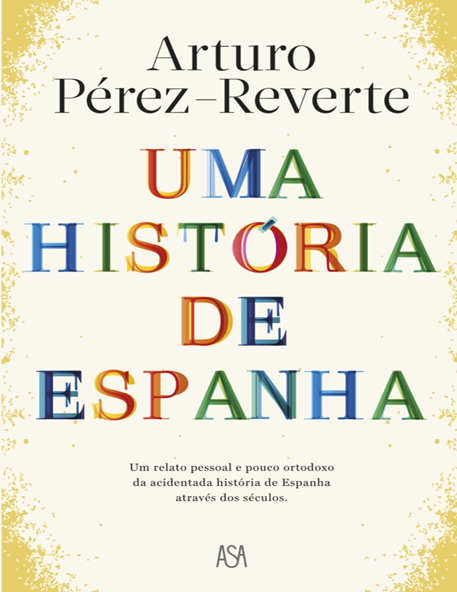 Arturo
Pérez-Reverte
UMA
HISTÓRIA
DE
ESPANHA
Um relato pessoal e pouco ortodoxo
da acidentada história de Espanha
através dos séculos.
ASA